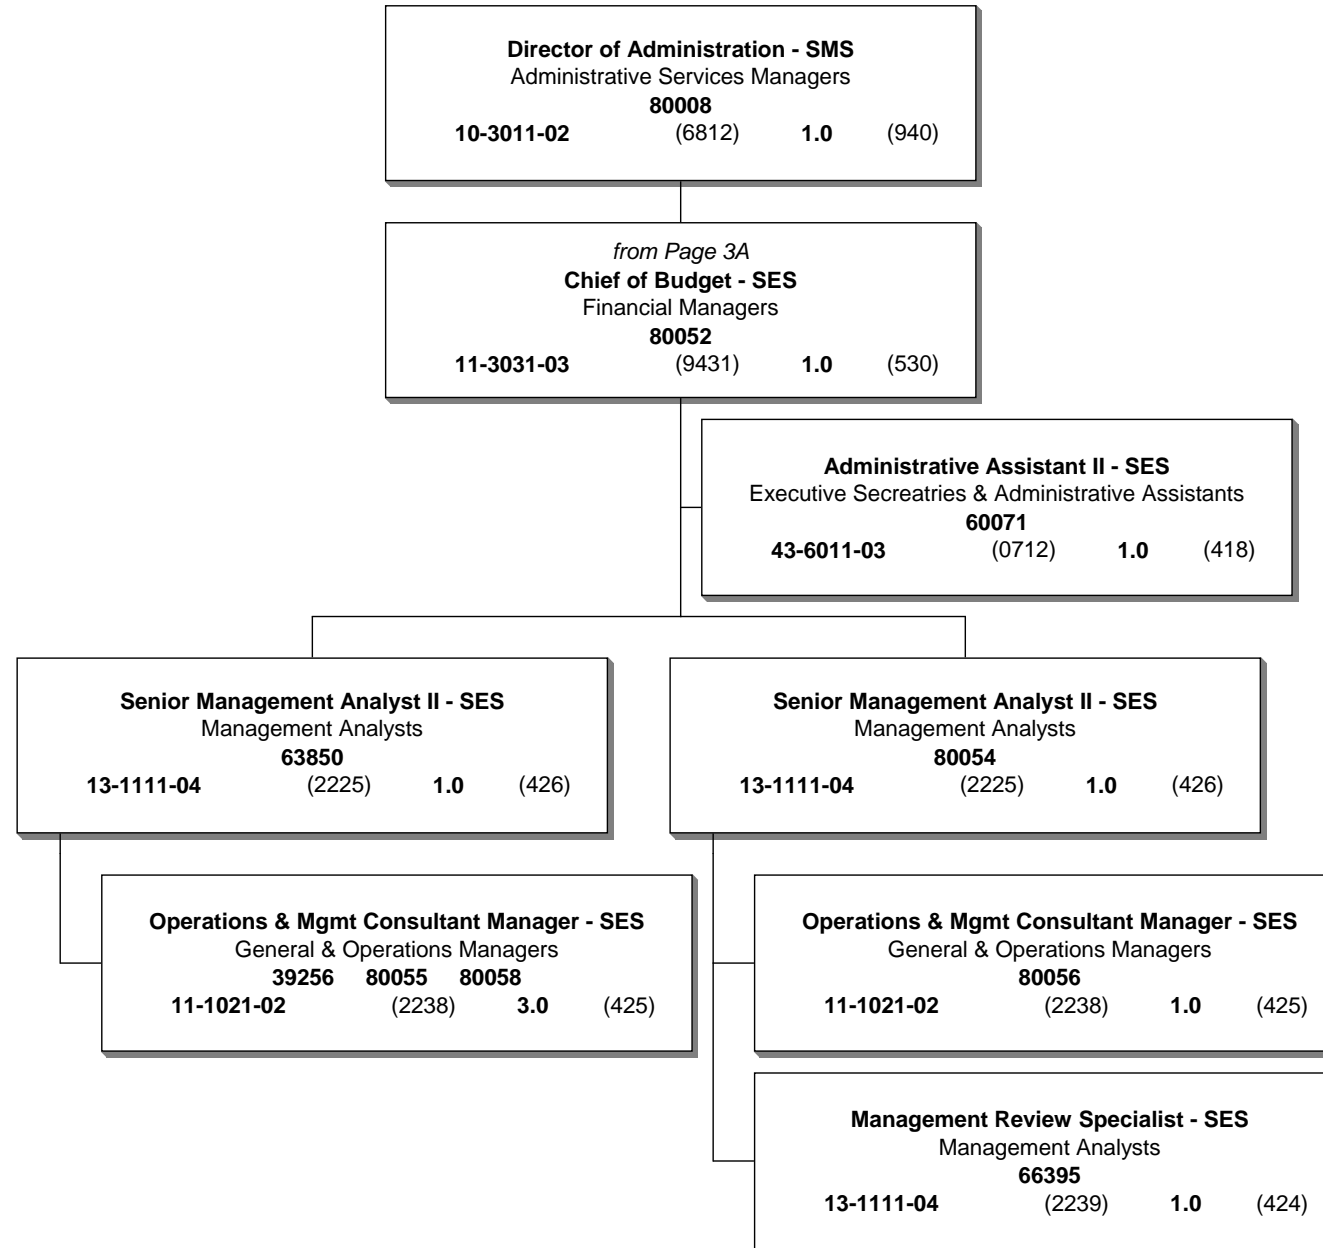 Director of Administration - SMS
Administrative Services Managers
80008
10-3011-02 (6812) 1.0 (940)
from Page 3A
Chief of Budget - SES
Financial Managers
80052
11-3031-03 (9431) 1.0 (530)
Administrative Assistant II - SES
Executive Secreatries & Administrative Assistants
60071
43-6011-03 (0712) 1.0 (418)
Senior Management Analyst II - SES
Management Analysts
63850
13-1111-04 (2225) 1.0 (426)
Senior Management Analyst II - SES
Management Analysts
80054
13-1111-04 (2225) 1.0 (426)
Operations & Mgmt Consultant Manager - SES
General & Operations Managers
39256 80055 80058
11-1021-02 (2238) 3.0 (425)
Operations & Mgmt Consultant Manager - SES
General & Operations Managers
80056
11-1021-02 (2238) 1.0 (425)
Management Review Specialist - SES
Management Analysts
66395
13-1111-04 (2239) 1.0 (424)